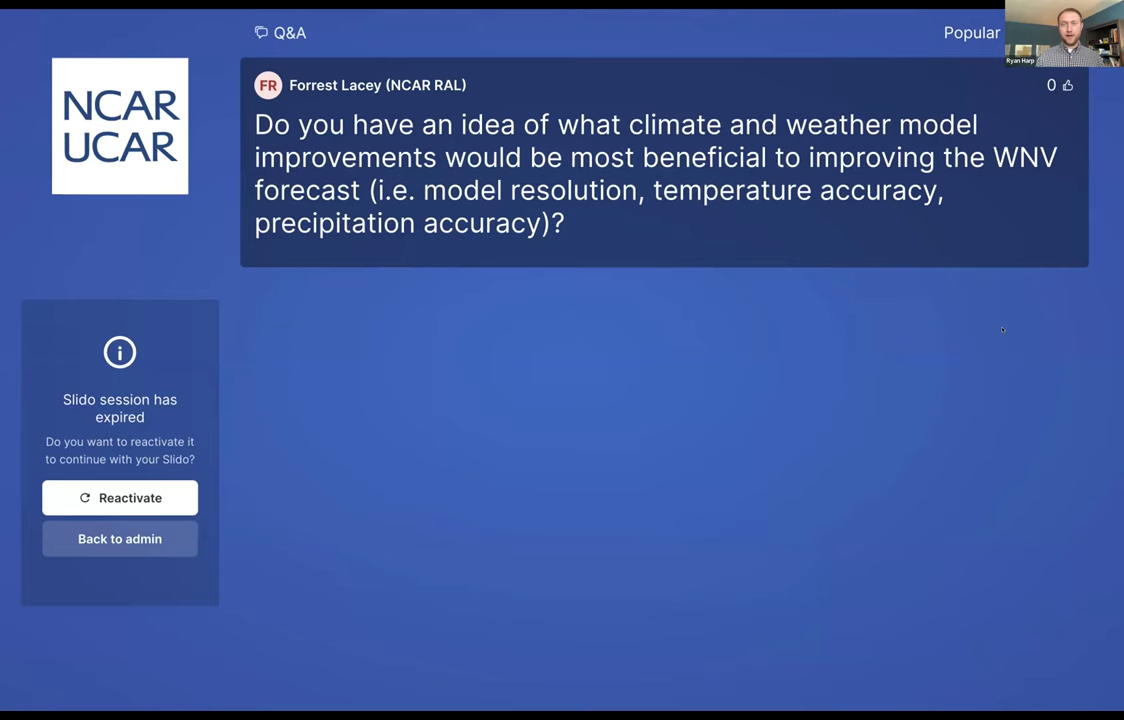 Q&A
Popular
Ryan Harp
NCAR
UCAR
FR Forrest Lacey (NCAR RAL)
0
Do you have an idea of what climate and weather model
improvements would be most beneficial to improving the WNV
forecast (i.e. model resolution, temperature accuracy,
precipitation accuracy)?
Slido session has
expired
Do you want to reactivate it
to continue with your Slido?
Reactivate
Back to admin